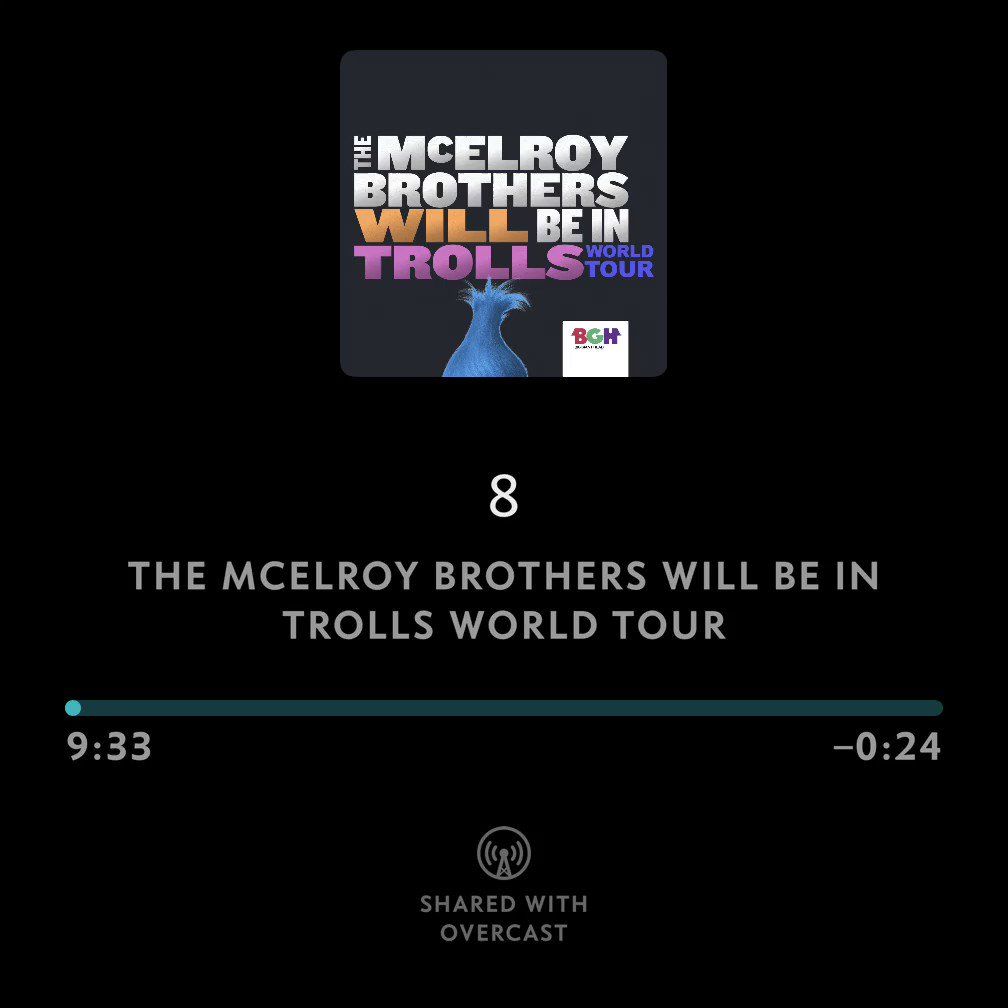 THE McELROY
BROTHERS
WILL BE IN
TROLLS WORLD TOUR
BGH
8
THE MCELROY BROTHERS WILL BE IN
TROLLS WORLD TOUR
9:33
–0:24
SHARED WITH
OVERCAST